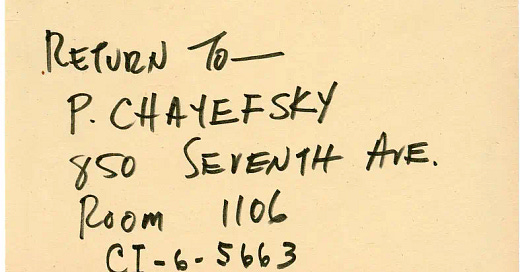 RETURN TO—
P. CHAYEFSKY
850 SEVENTH AVE.
ROOM 1106
CI-6-5663